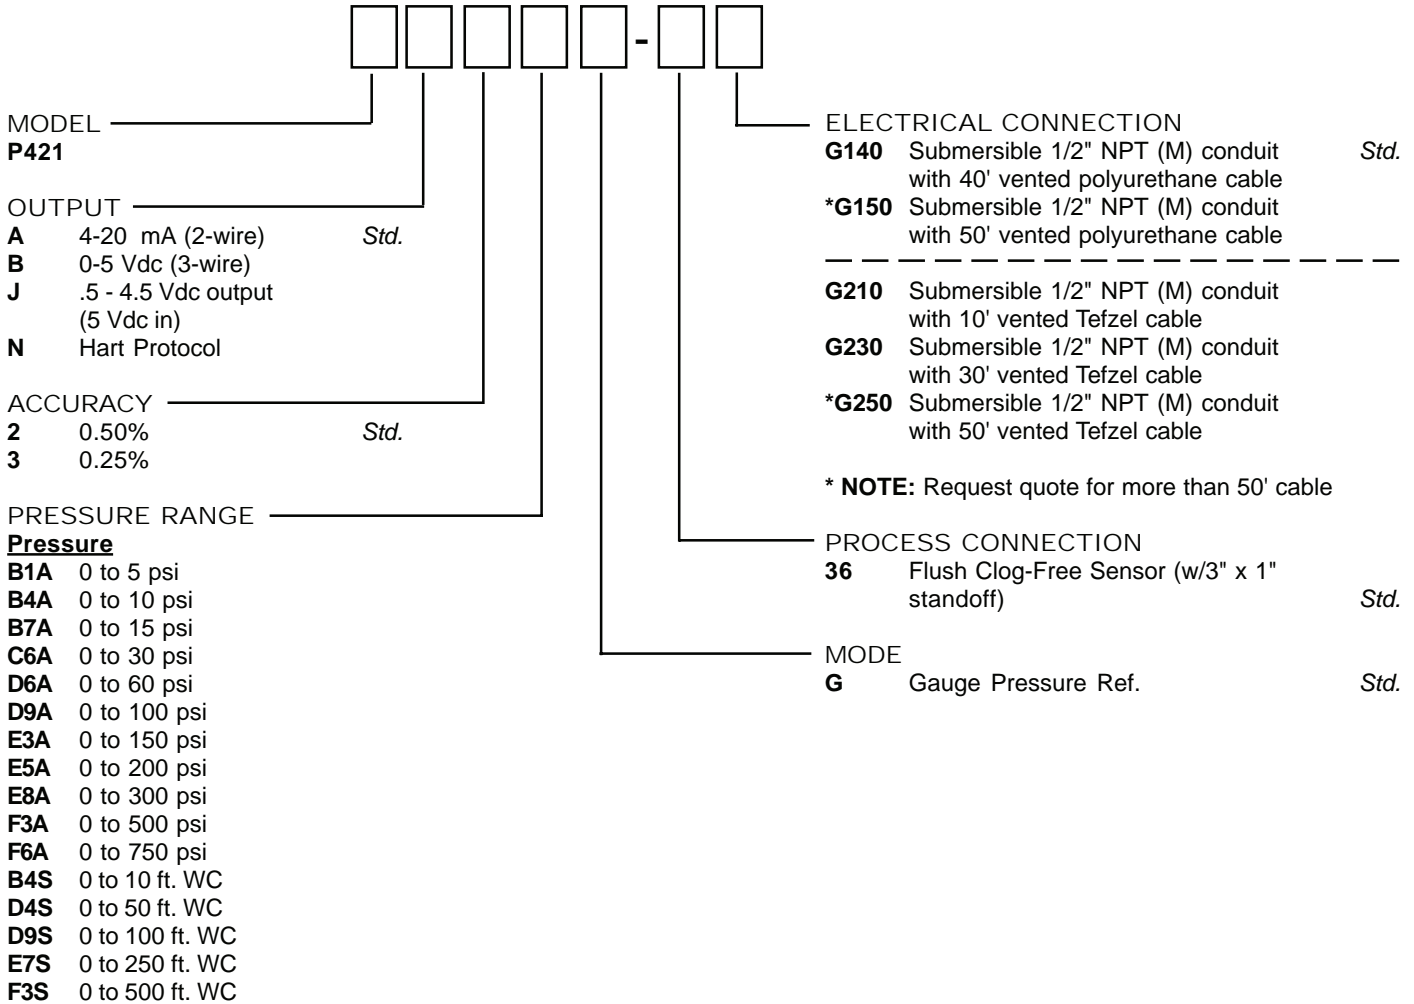 -
MODEL
P421
OUTPUT
A 4-20 mA (2-wire) Std.
B 0-5 Vdc (3-wire)
J .5 - 4.5 Vdc output
(5 Vdc in)
N Hart Protocol
ACCURACY
2 0.50% Std.
3 0.25%
PRESSURE RANGE
Pressure
B1A 0 to 5 psi
B4A 0 to 10 psi
B7A 0 to 15 psi
C6A 0 to 30 psi
D6A 0 to 60 psi
D9A 0 to 100 psi
E3A 0 to 150 psi
E5A 0 to 200 psi
E8A 0 to 300 psi
F3A 0 to 500 psi
F6A 0 to 750 psi
B4S 0 to 10 ft. WC
D4S 0 to 50 ft. WC
D9S 0 to 100 ft. WC
E7S 0 to 250 ft. WC
F3S 0 to 500 ft. WC
ELECTRICAL CONNECTION
G140 Submersible 1/2" NPT (M) conduit Std.
with 40' vented polyurethane cable
*G150 Submersible 1/2" NPT (M) conduit
with 50' vented polyurethane cable
G210 Submersible 1/2" NPT (M) conduit
with 10' vented Tefzel cable
G230 Submersible 1/2" NPT (M) conduit
with 30' vented Tefzel cable
*G250 Submersible 1/2" NPT (M) conduit
with 50' vented Tefzel cable
* NOTE: Request quote for more than 50' cable
PROCESS CONNECTION
36 Flush Clog-Free Sensor (w/3" x 1"
standoff) Std.
MODE
G Gauge Pressure Ref. Std.